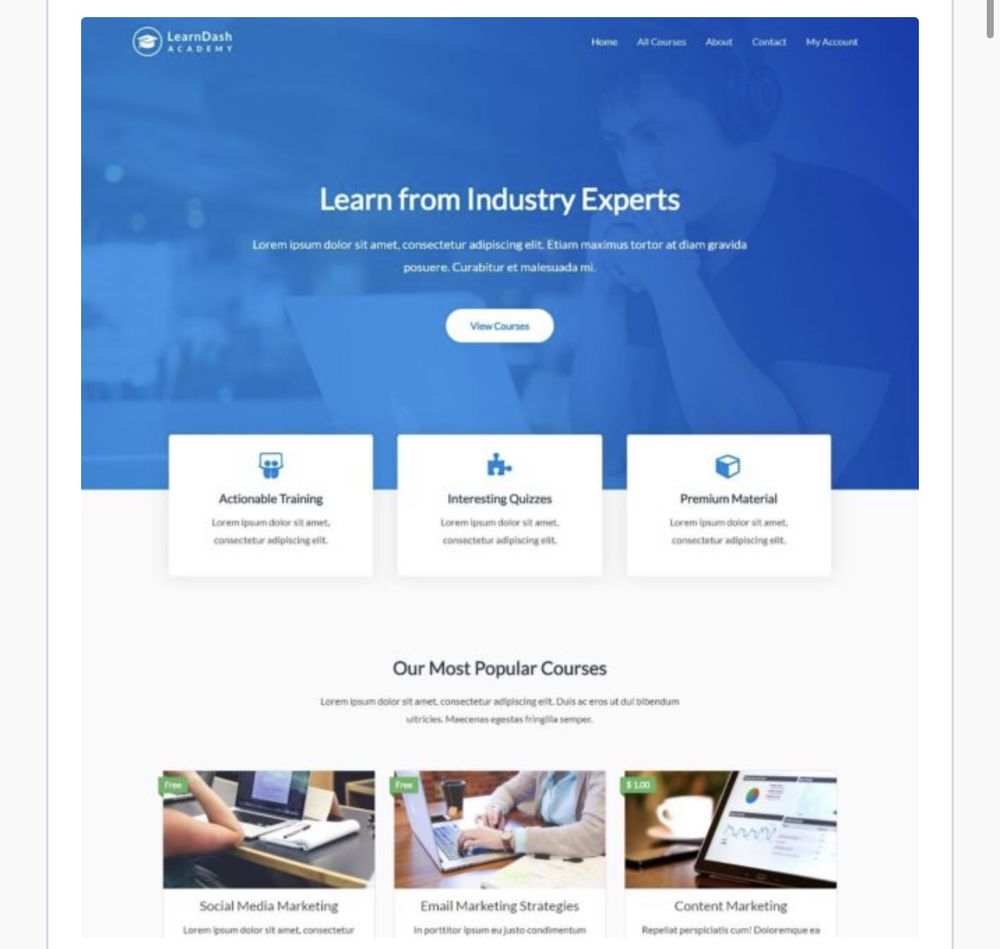 LearnDash
ACADEMY
Home All Courses About Contact My Account
Learn from Industry Experts
Lorem ipsum dolor sit amet, consectetur adipiscing elit. Etiam maximus tortor at diam gravida
posuere. Curabitur et malesuada mi.
View Courses
Actionable Training
Lorem ipsum dolor sit amet,
consectetur adipiscing elit.
Interesting Quizzes
Lorem ipsum dolor sit amet,
consectetur adipiscing elit.
Premium Material
Lorem ipsum dolor sit amet,
consectetur adipiscing elit.
Our Most Popular Courses
Lorem ipsum dolor sit amet, consectetur adipiscing elit. Duis ac eros ut dui bibendum
ultricies. Maecenas egestas fringilla semper.
Free
Social Media Marketing
Lorem ipsum dolor sit amet, consectetur
Free
Email Marketing Strategies
In porttitor ipsum eu justo condimentum
$ 1.00
Content Marketing
Repellat perspiciatis cum! Doloremque ea